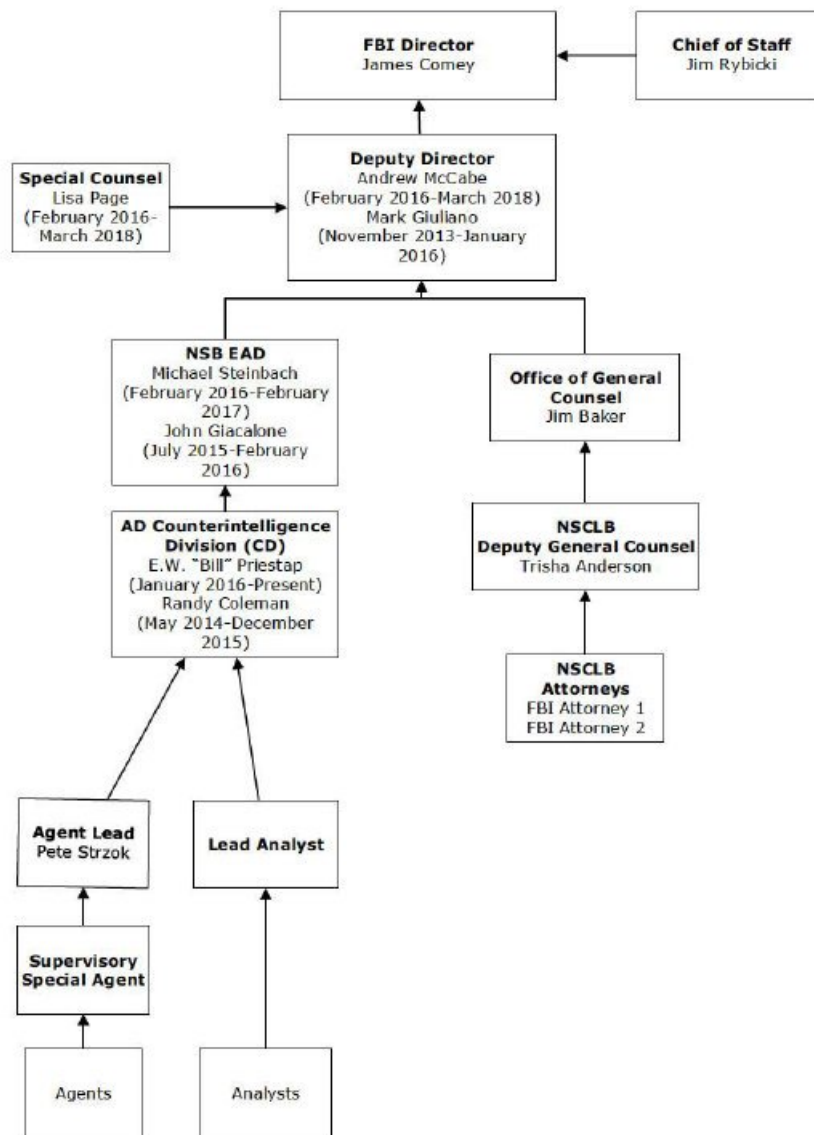 FBI Director
James Comey
Chief of Staff
Jim Rybicki
Special Counsel
Lisa Page
(February 2016-
March 2018)
Deputy Director
Andrew McCabe
(February 2016-March 2018)
Mark Giuliano
(November 2013-January
2016)
NSB EAD
Michael Steinbach
(February 2016-February
2017)
John Giacalone
(July 2015-February
2016)
Office of General
Counsel
Jim Baker
AD Counterintelligence
Division (CD)
E.W. "Bill" Priestap
(January 2016-Present)
Randy Coleman
(May 2014-December
2015)
NSCLB
Deputy General Counsel
Trisha Anderson
NSCLB
Attorneys
FBI Attorney 1
FBI Attorney 2
Agent Lead
Pete Strzok
Lead Analyst
Supervisory
Special Agent
Agents
Analysts